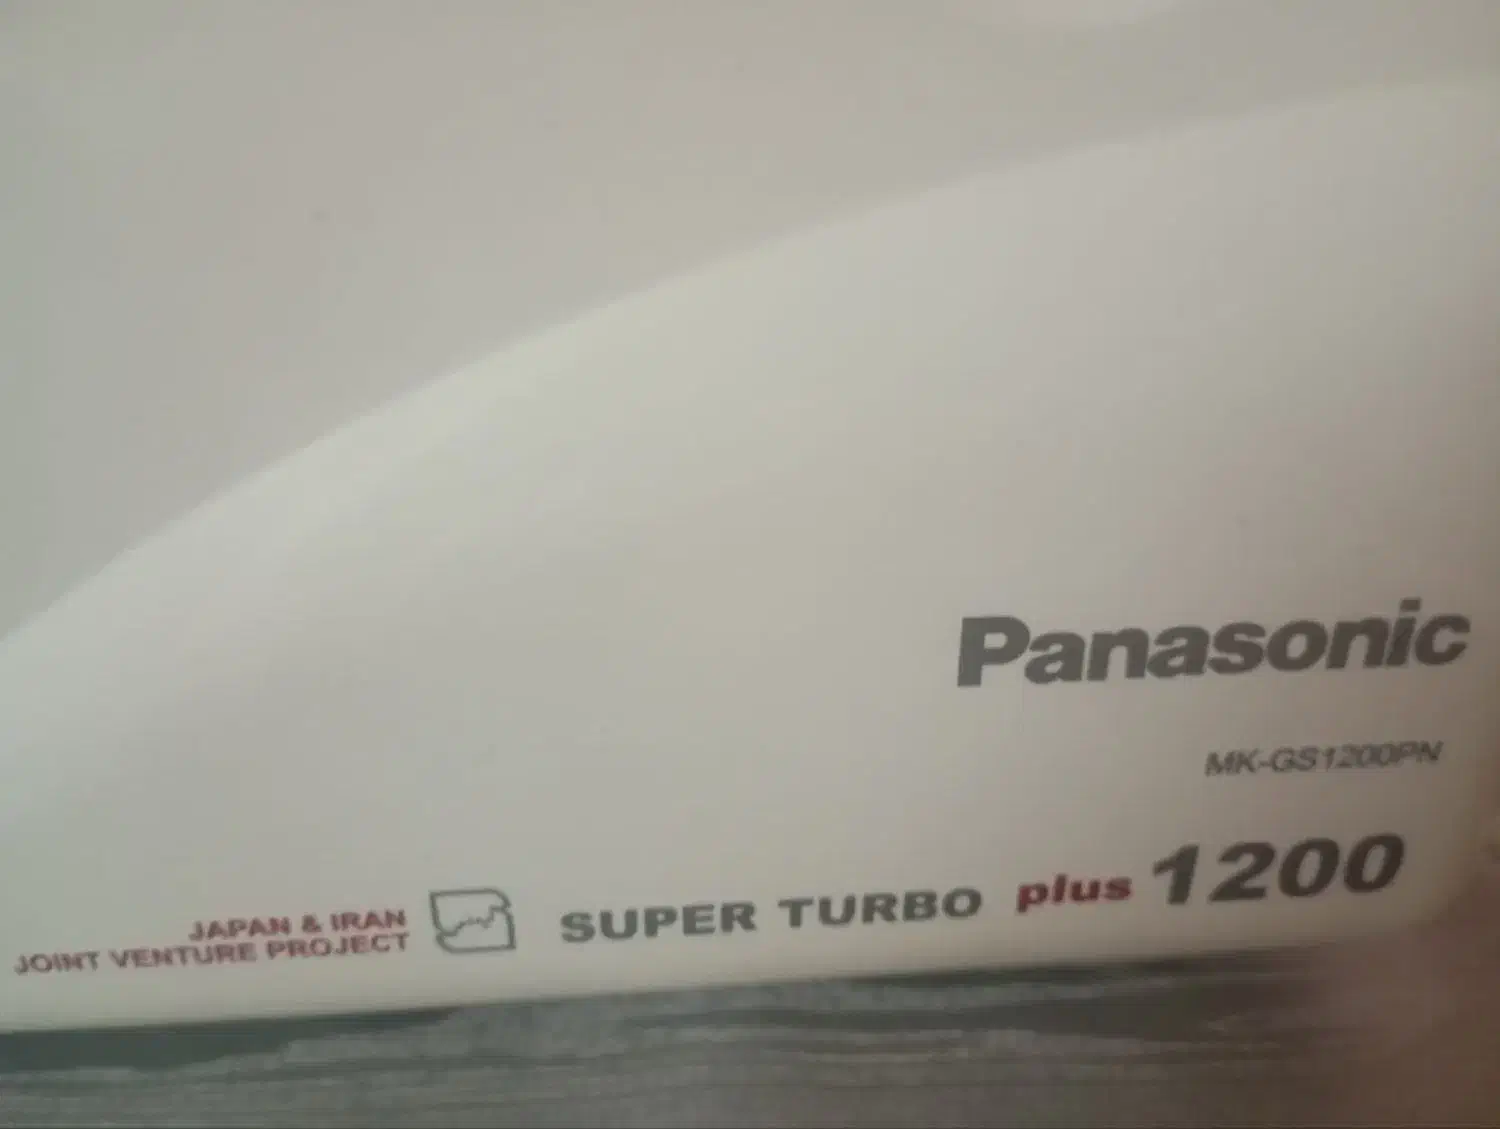 Panasonic
MK-GS1200PN
JAPAN & IRAN
JOINT VENTURE PROJECT
SUPER TURBO plus 1200